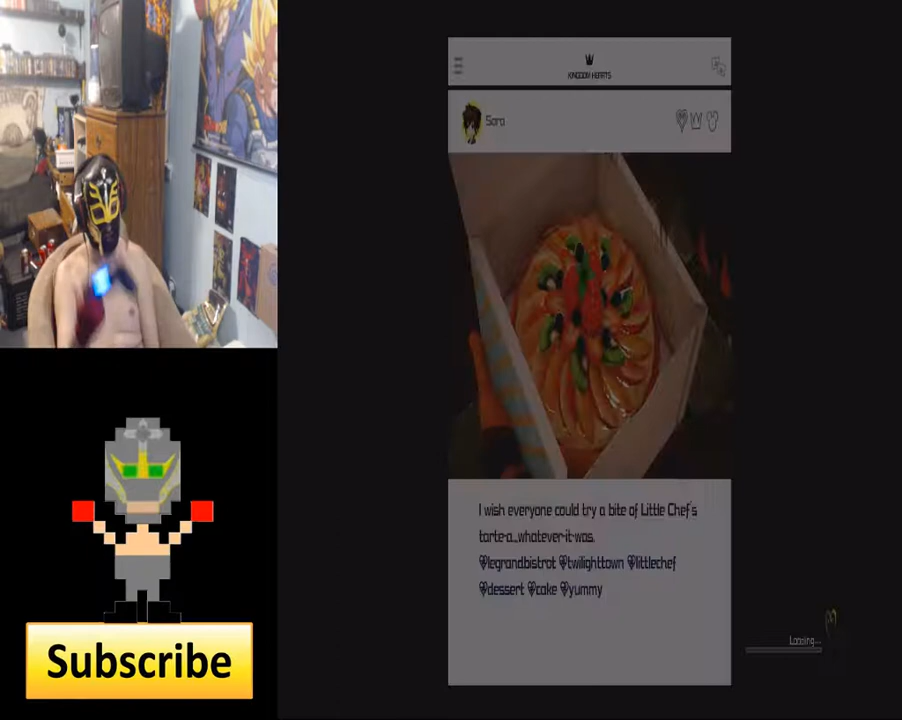 KINGDOM HEARTS
Sora
I wish everyone could try a bite of Little Chef's
tarte-a...whatever-it-was.
legrandbistrot twilighttown littlechef
dessert cake yummy
Loading...
Subscribe